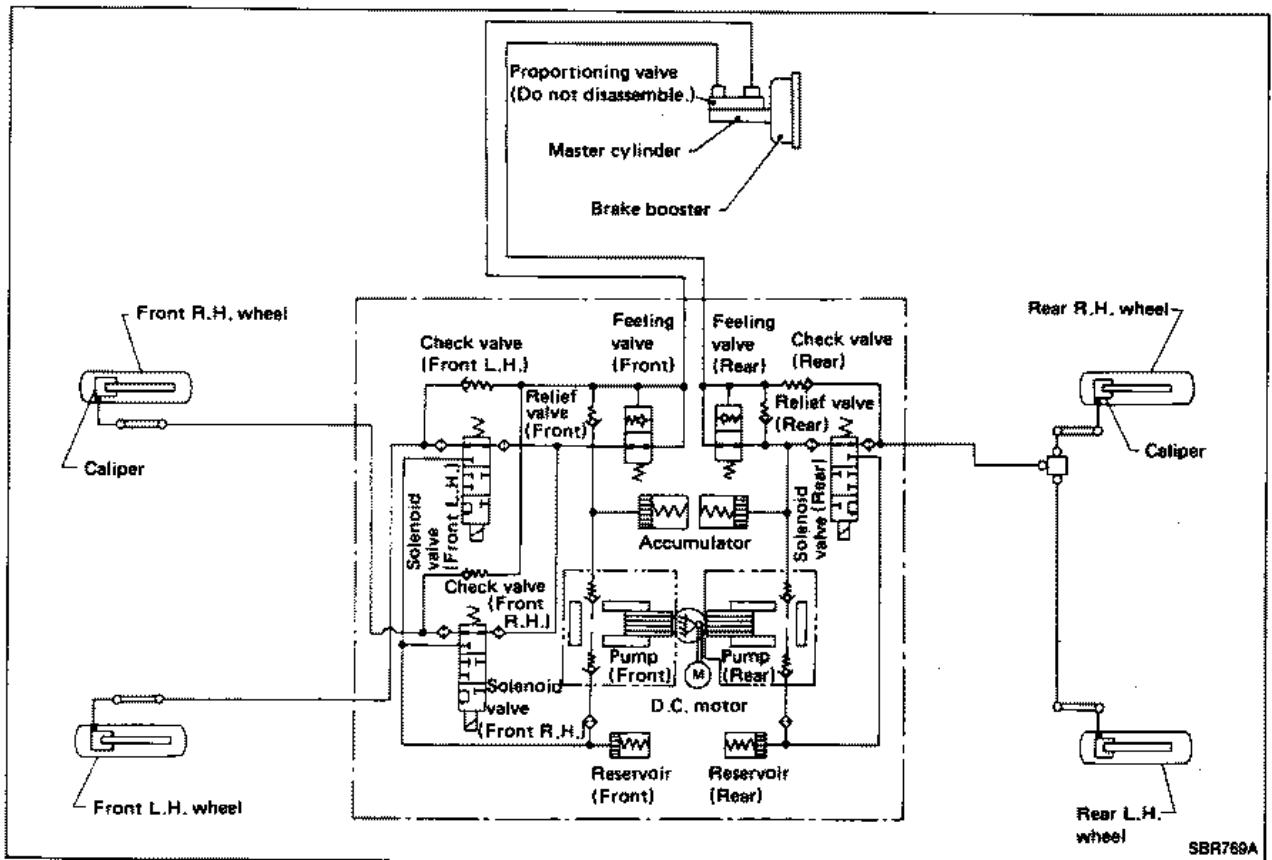 Proportioning valve
(Do not disassemble.)
Master cylinder
Brake booster
Front R.H. wheel
Caliper
Front L.H. wheel
Check valve
(Front L.H.)
Feeling
valve
(Front)
Feeling
valve
(Rear)
Check valve
(Rear)
Relief
valve
(Front)
Relief valve
(Rear)
Solenoid
valve
(Front L.H.)
Accumulator
Solenoid
valve (Rear)
Check valve
(Front
R.H.)
Pump
(Front)
Pump
(Rear)
M
D.C. motor
Solenoid
valve
(Front R.H.)
Reservoir
(Front)
Reservoir
(Rear)
Rear R.H. wheel
Caliper
Rear L.H.
wheel
SBR769A